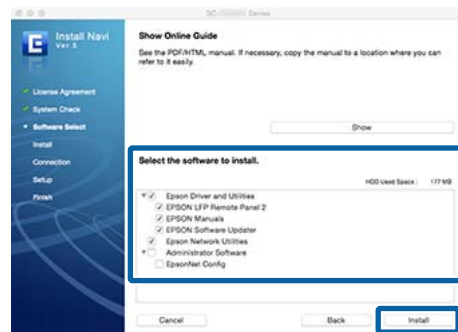 SC- Series
Install Navi
Ver.5
License Agreement
System Check
Software Select
Install
Connection
Setup
Finish
Show Online Guide
See the PDF/HTML manual. If necessary, copy the manual to a location where you can
refer to it easily.
Show
Select the software to install.
HDD Used Space : 177 MB
Epson Driver and Utilities
EPSON LFP Remote Panel 2
EPSON Manuals
EPSON Software Updater
Epson Network Utilities
Administrator Software
EpsonNet Config
Cancel
Back
Install